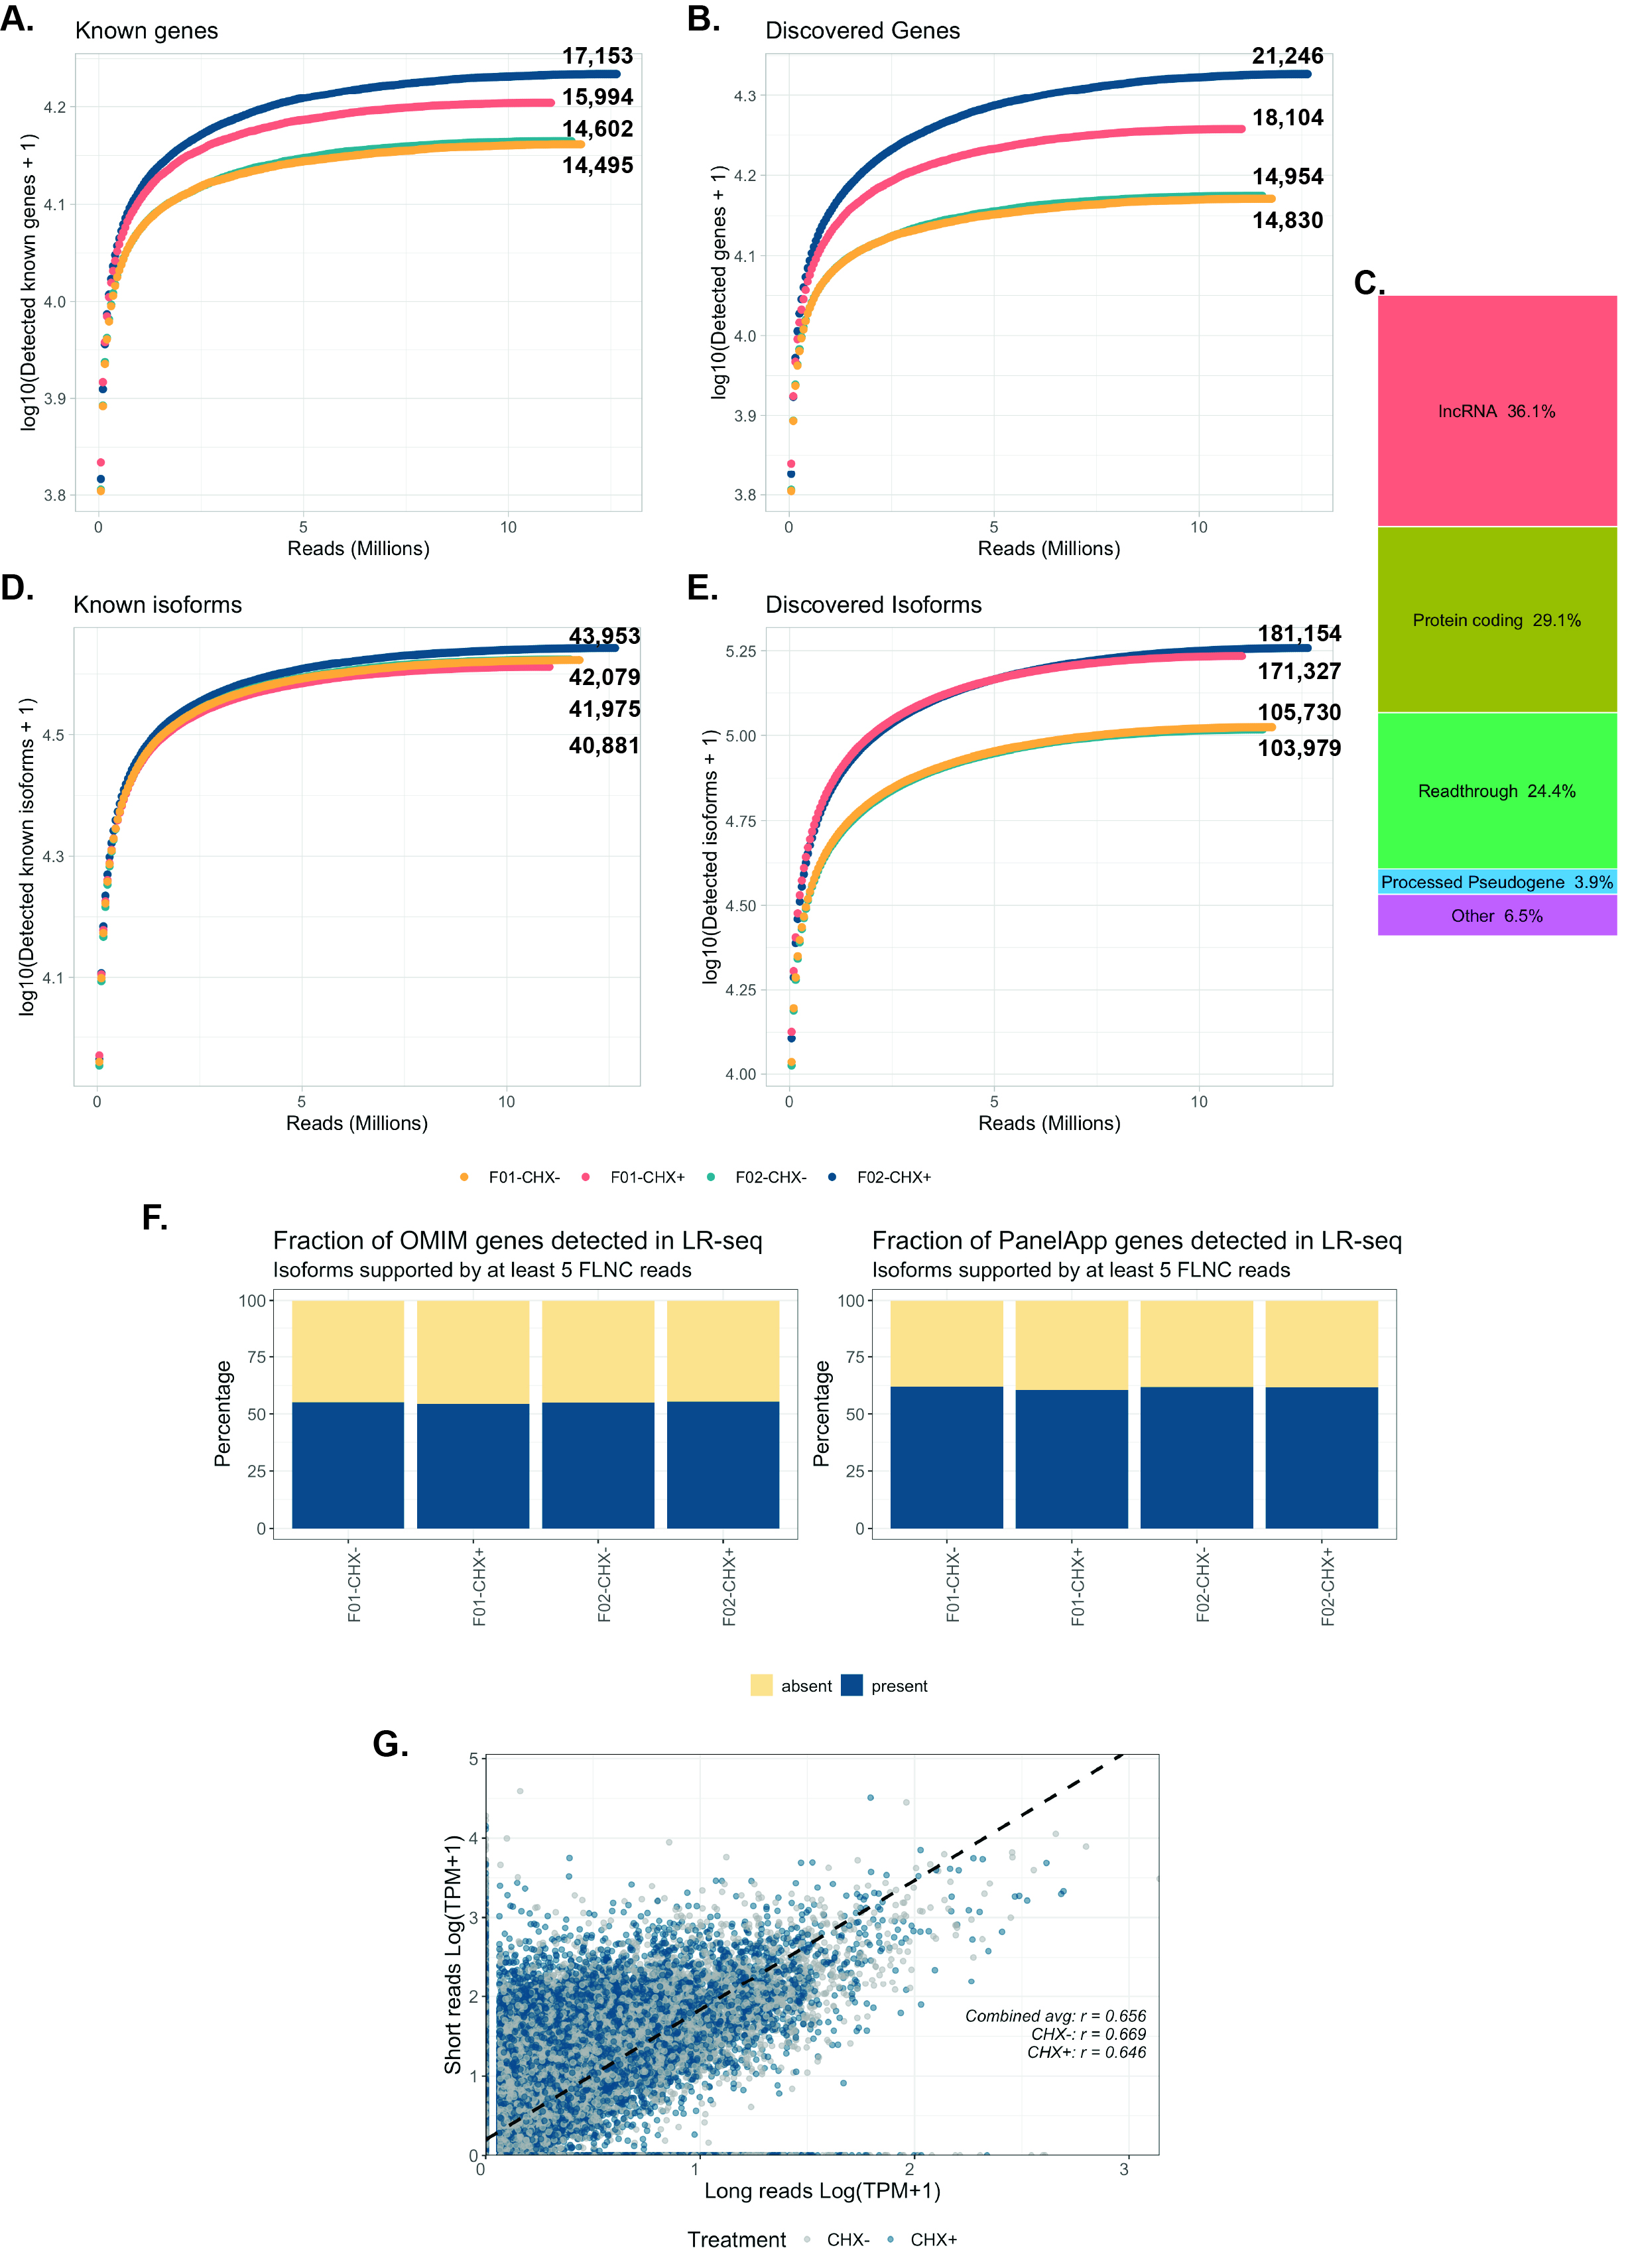 A.
Known genes
17,153
15,994
14,602
14,495
4.2
4.1
4.0
3.9
3.8
log10(Detected known genes + 1)
0 5 10
Reads (Millions)
B.
Discovered Genes
21,246
18,104
14,954
14,830
4.3
4.2
4.1
4.0
3.9
3.8
log10(Detected genes + 1)
0 5 10
Reads (Millions)
C.
lncRNA 36.1%
Protein coding 29.1%
Readthrough 24.4%
Processed Pseudogene 3.9%
Other 6.5%
D.
Known isoforms
43,953
42,079
41,975
40,881
4.5
4.3
4.1
log10(Detected known isoforms + 1)
0 5 10
Reads (Millions)
E.
Discovered Isoforms
181,154
171,327
105,730
103,979
5.25
5.00
4.75
4.50
4.25
4.00
log10(Detected isoforms + 1)
0 5 10
Reads (Millions)
F01-CHX- F01-CHX+ F02-CHX- F02-CHX+
F.
Fraction of OMIM genes detected in LR-seq
Isoforms supported by at least 5 FLNC reads
100
75
50
25
0
Percentage
F01-CHX-
F01-CHX+
F02-CHX-
F02-CHX+
Fraction of PanelApp genes detected in LR-seq
Isoforms supported by at least 5 FLNC reads
100
75
50
25
0
Percentage
F01-CHX-
F01-CHX+
F02-CHX-
F02-CHX+
absent present
G.
5
4
3
2
1
0
Short reads Log(TPM+1)
Combined avg: r = 0.656
CHX-: r = 0.669
CHX+: r = 0.646
0 1 2 3
Long reads Log(TPM+1)
Treatment CHX- CHX+